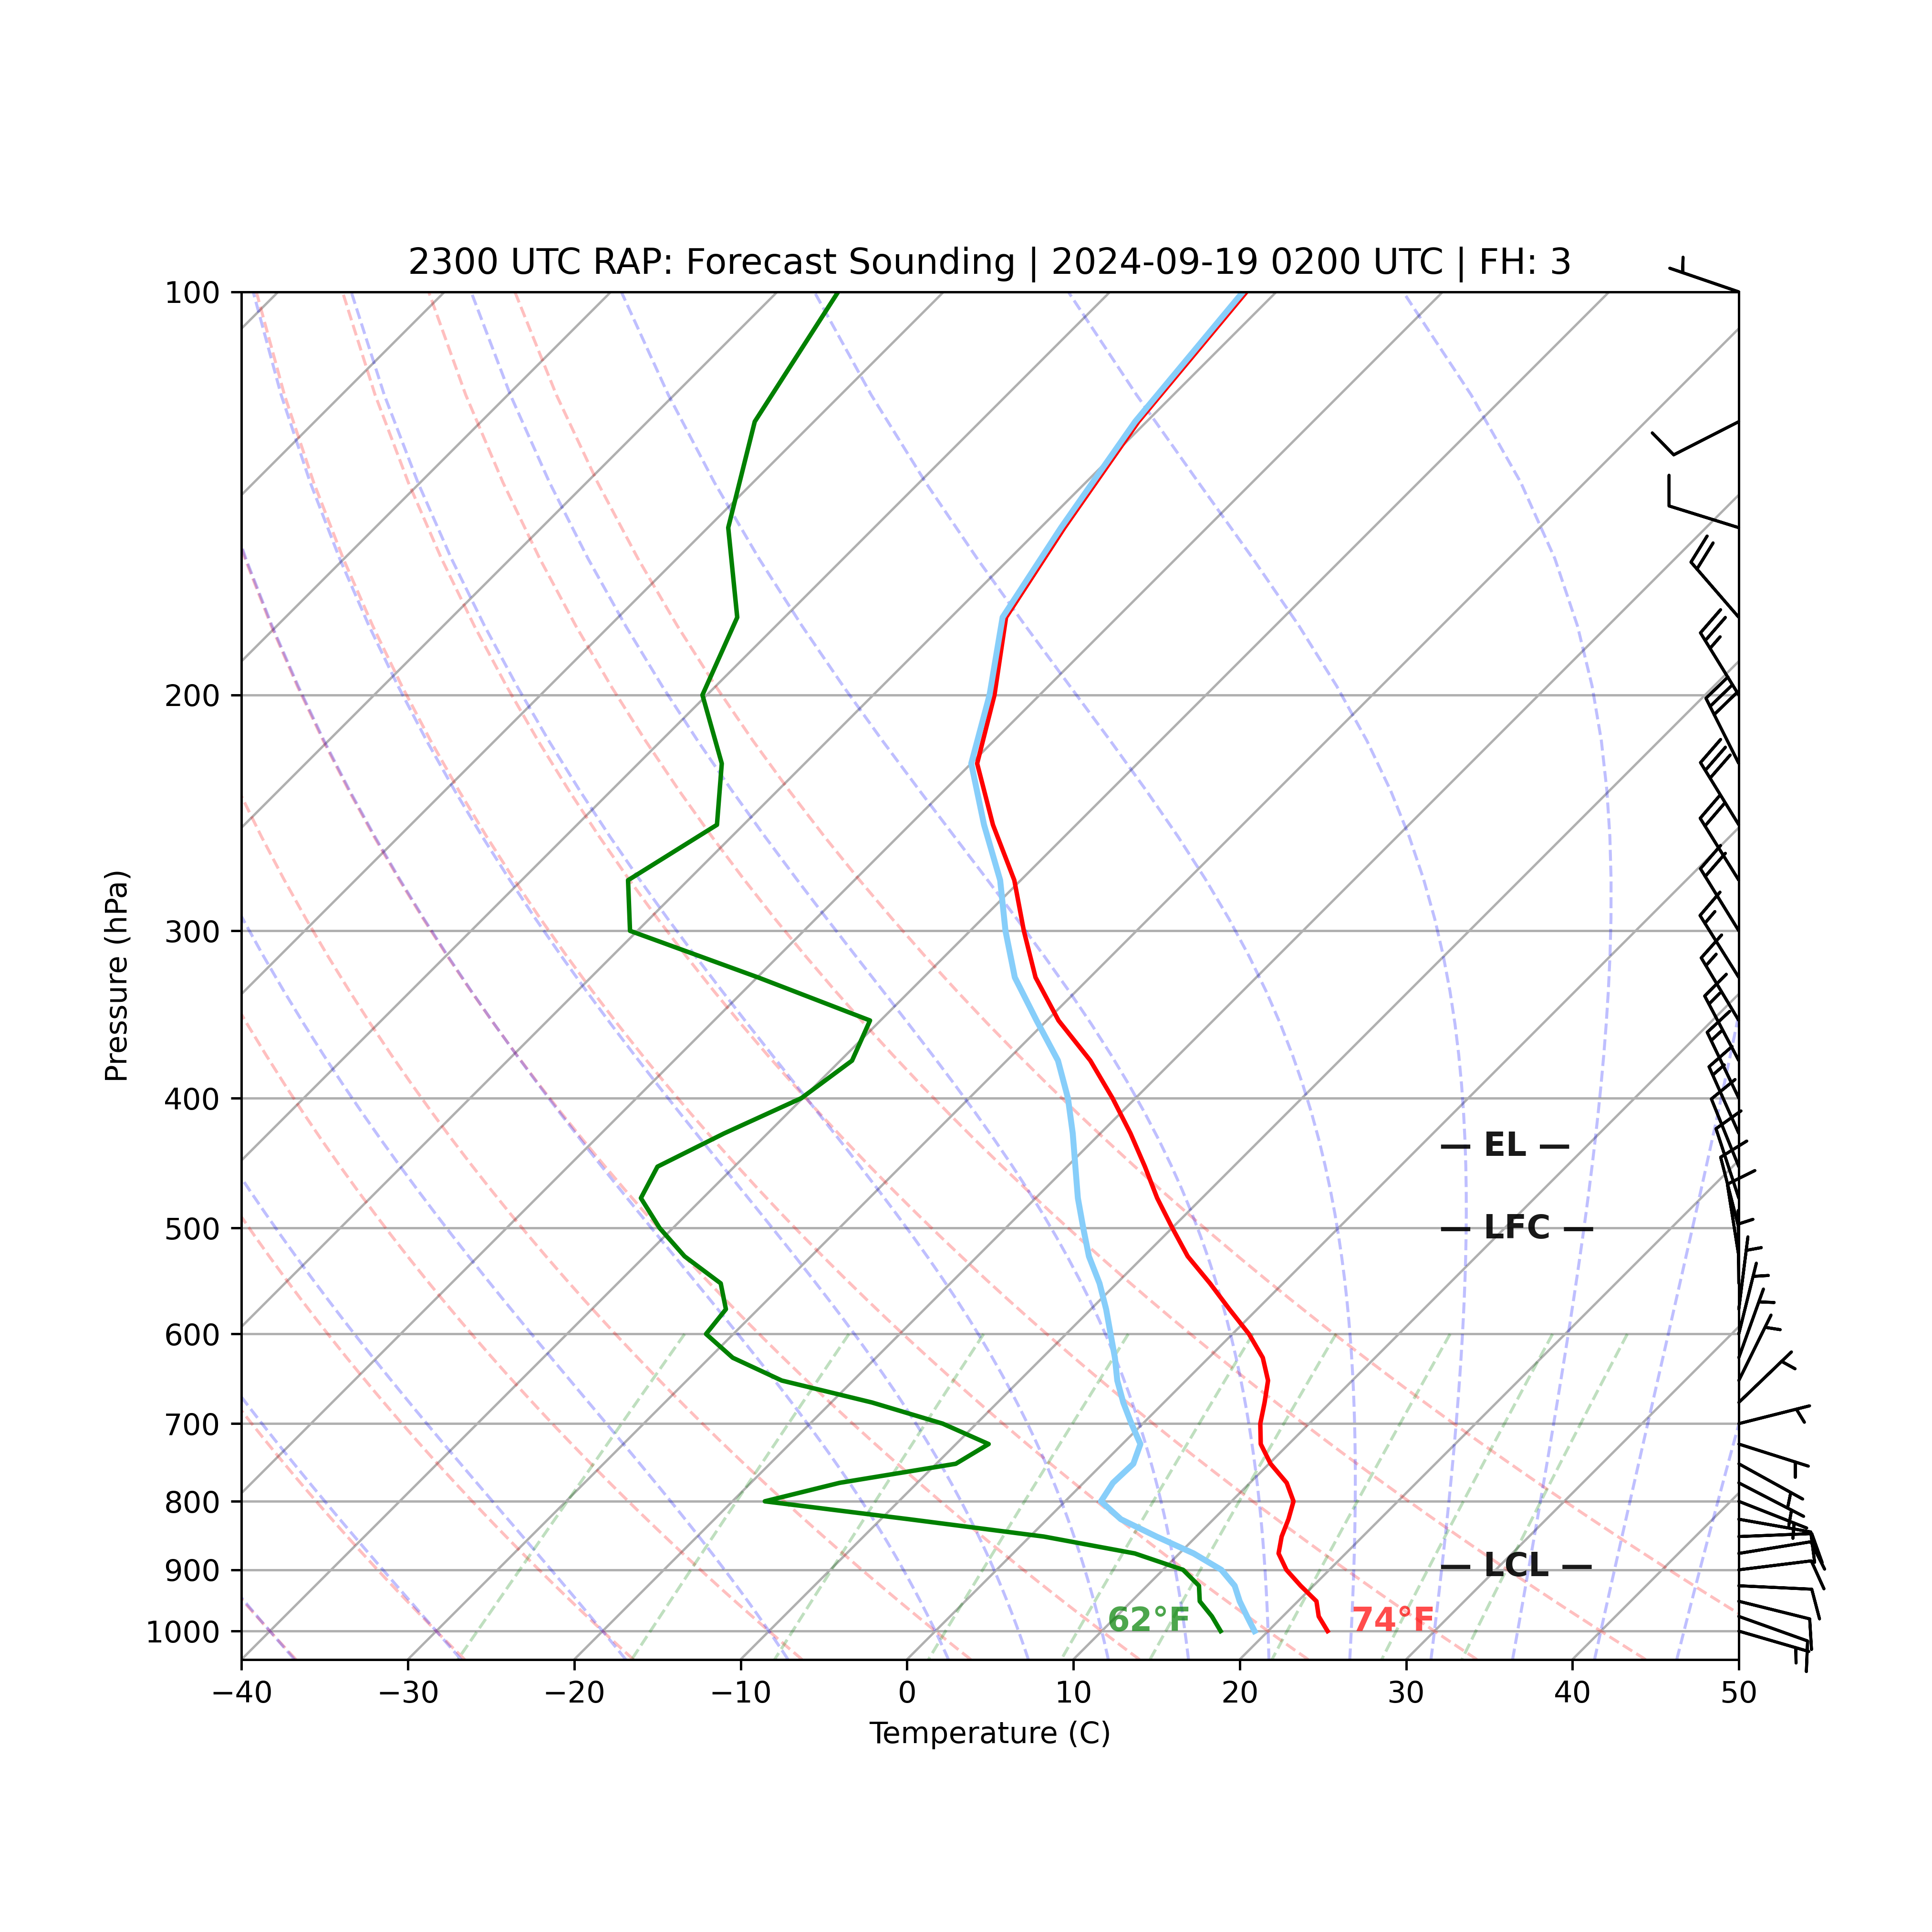 2300 UTC RAP: Forecast Sounding | 2024-09-19 0200 UTC | FH: 3
100
200
300
400
500
600
700
800
900
1000
Pressure (hPa)
— EL —
— LFC —
— LCL —
62°F
74°F
−40 −30 −20 −10 0 10 20 30 40 50
Temperature (C)